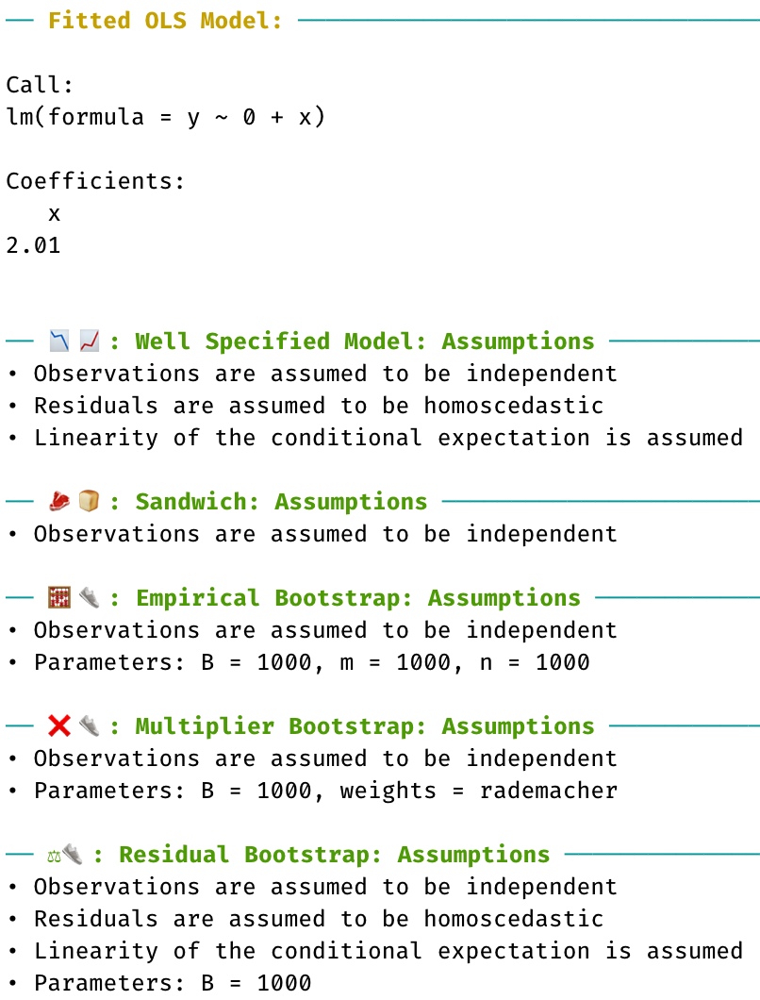 Fitted OLS Model:
Call:
lm(formula = y ~ 0 + x)
Coefficients:
x
2.01
: Well Specified Model: Assumptions
• Observations are assumed to be independent
• Residuals are assumed to be homoscedastic
• Linearity of the conditional expectation is assumed
: Sandwich: Assumptions
• Observations are assumed to be independent
: Empirical Bootstrap: Assumptions
• Observations are assumed to be independent
• Parameters: B = 1000, m = 1000, n = 1000
: Multiplier Bootstrap: Assumptions
• Observations are assumed to be independent
• Parameters: B = 1000, weights = rademacher
: Residual Bootstrap: Assumptions
• Observations are assumed to be independent
• Residuals are assumed to be homoscedastic
• Linearity of the conditional expectation is assumed
• Parameters: B = 1000